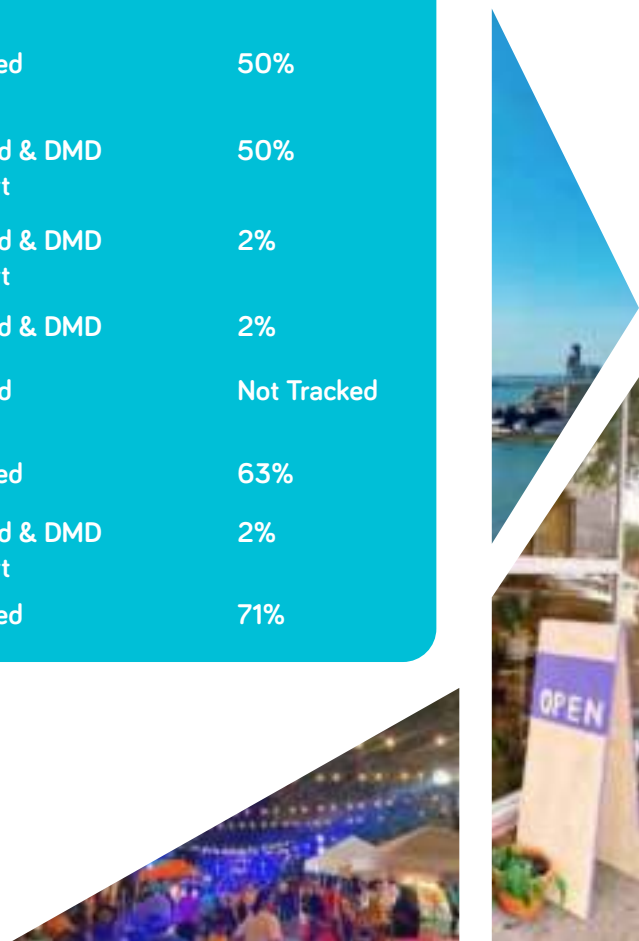 ed 50%
d & DMD 50%
t
d & DMD 2%
t
d & DMD 2%
d Not Tracked
ed 63%
d & DMD 2%
t
ed 71%
OPEN